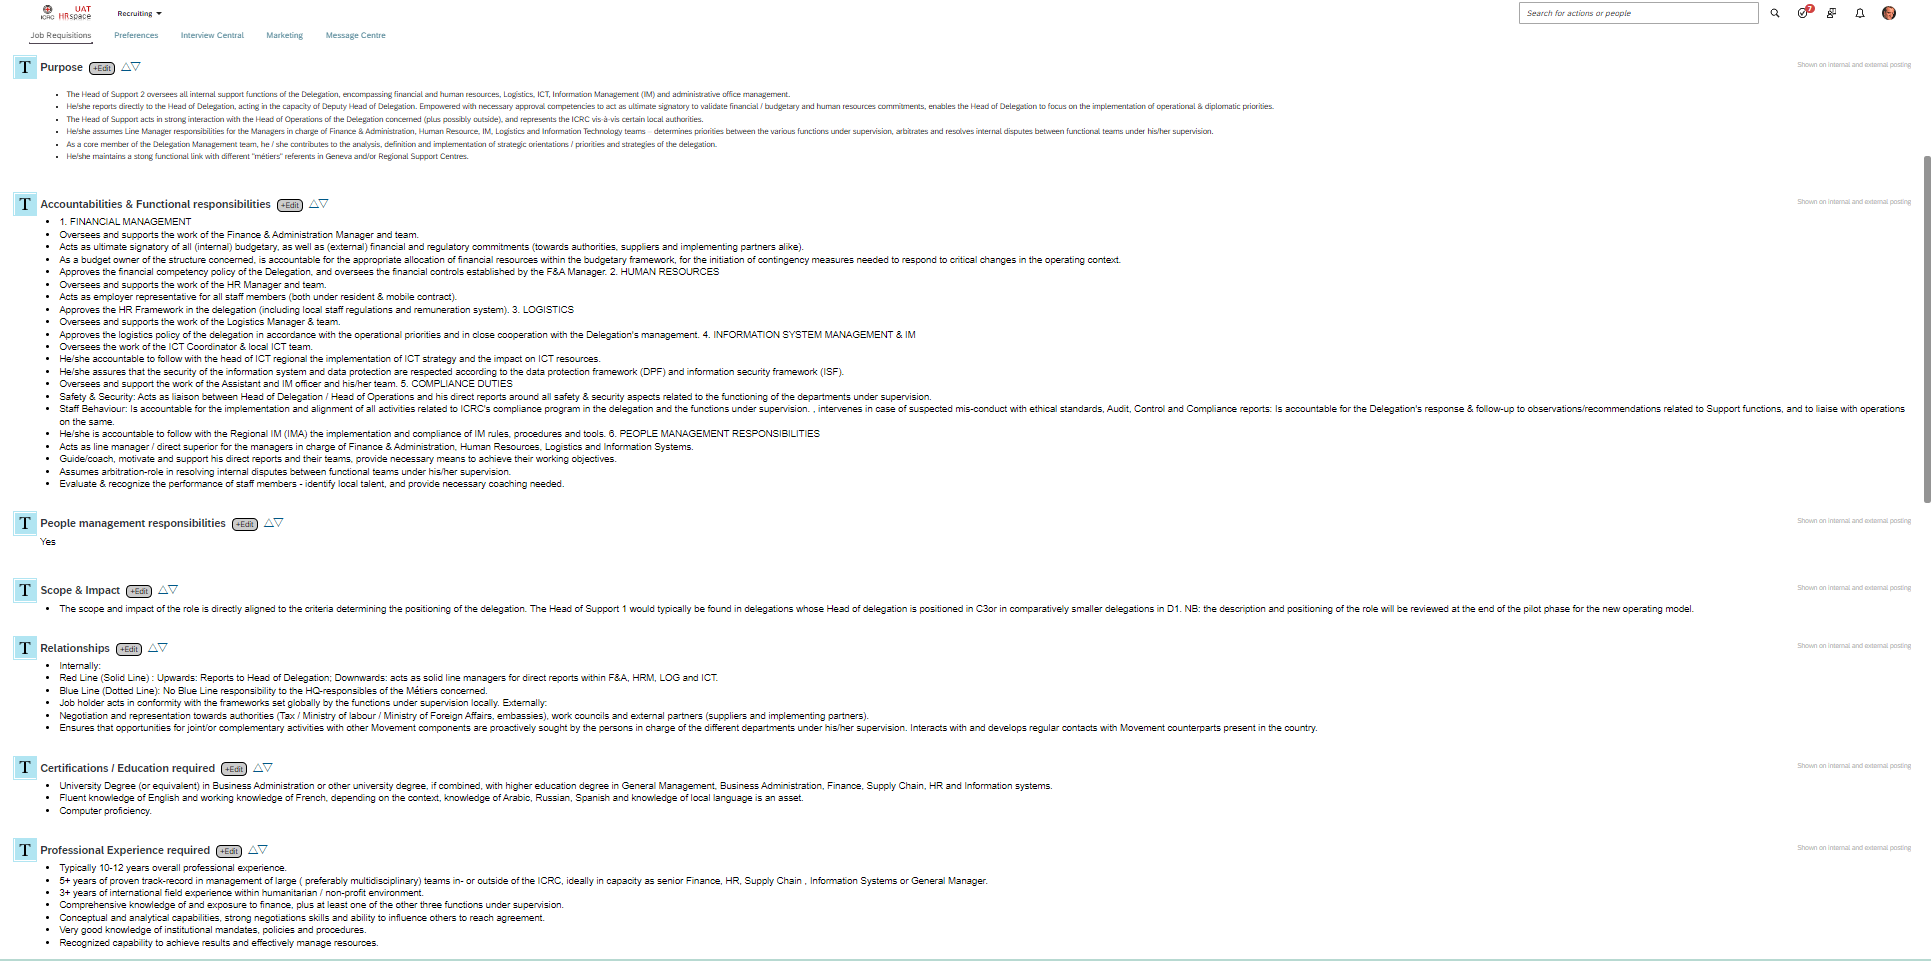 ICRC
UAT
HRspace
Recruiting
Search for actions or people
7
Job Requisitions
Preferences
Interview Central
Marketing
Message Centre
T
Purpose
+Edit
Shown on internal and external posting
The Head of Support 2 oversees all internal support functions of the Delegation, encompassing financial and human resources, Logistics, ICT, Information Management (IM) and administrative office management.
He/she reports directly to the Head of Delegation, acting in the capacity of Deputy Head of Delegation. Empowered with necessary approval competencies to act as ultimate signatory to validate financial / budgetary and human resources commitments, enables the Head of Delegation to focus on the implementation of operational & diplomatic priorities.
The Head of Support acts in strong interaction with the Head of Operations of the Delegation concerned (plus possibly outside), and represents the ICRC vis-à-vis certain local authorities.
He/she assumes Line Manager responsibilities for the Managers in charge of Finance & Administration, Human Resource, IM, Logistics and Information Technology teams – determines priorities between the various functions under supervision, arbitrates and resolves internal disputes between functional teams under his/her supervision.
As a core member of the Delegation Management team, he / she contributes to the analysis, definition and implementation of strategic orientations / priorities and strategies of the delegation.
He/she maintains a stong functional link with different "métiers" referents in Geneva and/or Regional Support Centres.
T
Accountabilities & Functional responsibilities
+Edit
Shown on internal and external posting
1. FINANCIAL MANAGEMENT
Oversees and supports the work of the Finance & Administration Manager and team.
Acts as ultimate signatory of all (internal) budgetary, as well as (external) financial and regulatory commitments (towards authorities, suppliers and implementing partners alike).
As a budget owner of the structure concerned, is accountable for the appropriate allocation of financial resources within the budgetary framework, for the initiation of contingency measures needed to respond to critical changes in the operating context.
Approves the financial competency policy of the Delegation, and oversees the financial controls established by the F&A Manager. 2. HUMAN RESOURCES
Oversees and supports the work of the HR Manager and team.
Acts as employer representative for all staff members (both under resident & mobile contract).
Approves the HR Framework in the delegation (including local staff regulations and remuneration system). 3. LOGISTICS
Oversees and supports the work of the Logistics Manager & team.
Approves the logistics policy of the delegation in accordance with the operational priorities and in close cooperation with the Delegation's management. 4. INFORMATION SYSTEM MANAGEMENT & IM
Oversees the work of the ICT Coordinator & local ICT team.
He/she accountable to follow with the head of ICT regional the implementation of ICT strategy and the impact on ICT resources.
He/she assures that the security of the information system and data protection are respected according to the data protection framework (DPF) and information security framework (ISF).
Oversees and support the work of the Assistant and IM officer and his/her team. 5. COMPLIANCE DUTIES
Safety & Security: Acts as liaison between Head of Delegation / Head of Operations and his direct reports around all safety & security aspects related to the functioning of the departments under supervision.
Staff Behaviour: Is accountable for the implementation and alignment of all activities related to ICRC's compliance program in the delegation and the functions under supervision. , intervenes in case of suspected mis-conduct with ethical standards, Audit, Control and Compliance reports: Is accountable for the Delegation's response & follow-up to observations/recommendations related to Support functions, and to liaise with operations
on the same.
He/she is accountable to follow with the Regional IM (IMA) the implementation and compliance of IM rules, procedures and tools. 6. PEOPLE MANAGEMENT RESPONSIBILITIES
Acts as line manager / direct superior for the managers in charge of Finance & Administration, Human Resources, Logistics and Information Systems.
Guide/coach, motivate and support his direct reports and their teams, provide necessary means to achieve their working objectives.
Assumes arbitration-role in resolving internal disputes between functional teams under his/her supervision.
Evaluate & recognize the performance of staff members - identify local talent, and provide necessary coaching needed.
T
People management responsibilities
+Edit
Shown on internal and external posting
Yes
T
Scope & Impact
+Edit
Shown on internal and external posting
The scope and impact of the role is directly aligned to the criteria determining the positioning of the delegation. The Head of Support 1 would typically be found in delegations whose Head of delegation is positioned in C3or in comparatively smaller delegations in D1. NB: the description and positioning of the role will be reviewed at the end of the pilot phase for the new operating model.
T
Relationships
+Edit
Shown on internal and external posting
Internally:
Red Line (Solid Line) : Upwards: Reports to Head of Delegation; Downwards: acts as solid line managers for direct reports within F&A, HRM, LOG and ICT.
Blue Line (Dotted Line): No Blue Line responsibility to the HQ-responsibles of the Métiers concerned.
Job holder acts in conformity with the frameworks set globally by the functions under supervision locally. Externally:
Negotiation and representation towards authorities (Tax / Ministry of labour / Ministry of Foreign Affairs, embassies), work councils and external partners (suppliers and implementing partners).
Ensures that opportunities for joint/or complementary activities with other Movement components are proactively sought by the persons in charge of the different departments under his/her supervision. Interacts with and develops regular contacts with Movement counterparts present in the country.
T
Certifications / Education required
+Edit
Shown on internal and external posting
University Degree (or equivalent) in Business Administration or other university degree, if combined, with higher education degree in General Management, Business Administration, Finance, Supply Chain, HR and Information systems.
Fluent knowledge of English and working knowledge of French, depending on the context, knowledge of Arabic, Russian, Spanish and knowledge of local language is an asset.
Computer proficiency.
T
Professional Experience required
+Edit
Shown on internal and external posting
Typically 10-12 years overall professional experience.
5+ years of proven track-record in management of large ( preferably multidisciplinary) teams in- or outside of the ICRC, ideally in capacity as senior Finance, HR, Supply Chain , Information Systems or General Manager.
3+ years of international field experience within humanitarian / non-profit environment.
Comprehensive knowledge of and exposure to finance, plus at least one of the other three functions under supervision.
Conceptual and analytical capabilities, strong negotiations skills and ability to influence others to reach agreement.
Very good knowledge of institutional mandates, policies and procedures.
Recognized capability to achieve results and effectively manage resources.